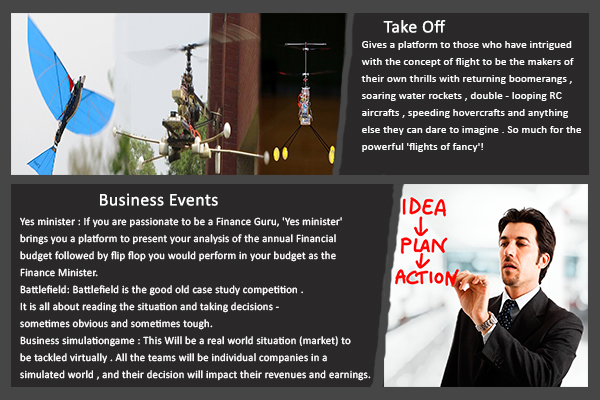 Take Off
Gives a platform to those who have intrigued
with the concept of flight to be the makers of
their own thrills with returning boomerangs ,
soaring water rockets , double - looping RC
aircrafts , speeding hovercrafts and anything
else they can dare to imagine . So much for the
powerful 'flights of fancy'!
Business Events
Yes minister : If you are passionate to be a Finance Guru, 'Yes minister'
brings you a platform to present your analysis of the annual Financial
budget followed by flip flop you would perform in your budget as the
Finance Minister.
Battlefield: Battlefield is the good old case study competition .
It is all about reading the situation and taking decisions -
sometimes obvious and sometimes tough.
Business simulationgame : This Will be a real world situation (market) to
be tackled virtually . All the teams will be individual companies in a
simulated world , and their decision will impact their revenues and earnings.
IDEA
PLAN
ACTION